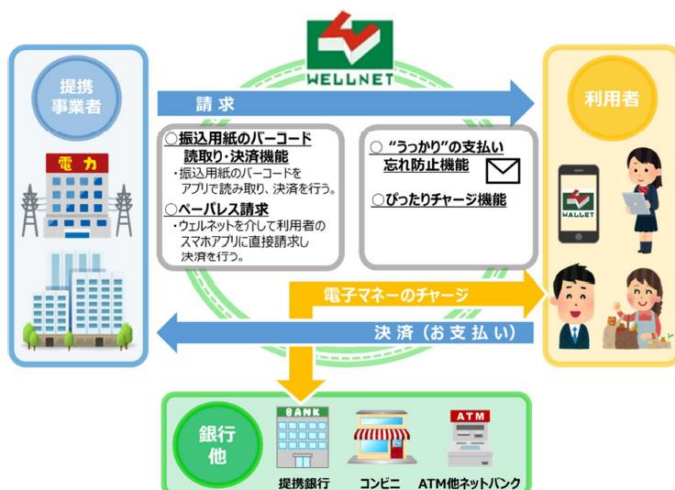 WELLNET
提携
事業者
請求
利用者
電力
○振込用紙のバーコード
読取り・決済機能
・振込用紙のバーコードを
アプリで読み取り、決済を行う。
○ペーパレス請求
・ウェルネットを介して利用者の
スマホアプリに直接請求し
決済を行う。
○ “うっかり”の支払い
忘れ防止機能
○ぴったりチャージ機能
WALLET
電子マネーのチャージ
決済(お支払い)
銀行
他
BANK
ATM
提携銀行
コンビニ
ATM他ネットバンク